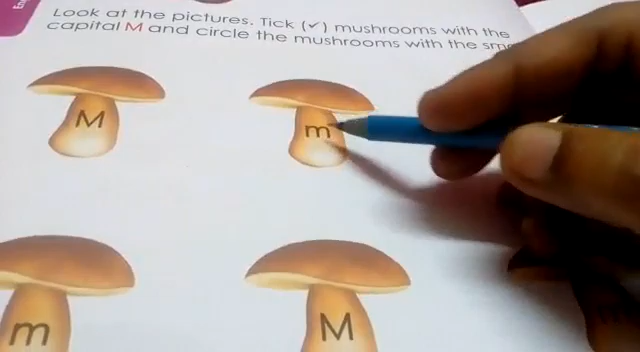 Look at the pictures. Tick (✓) mushrooms with the
capital M and circle the mushrooms with the
M
m
m
M